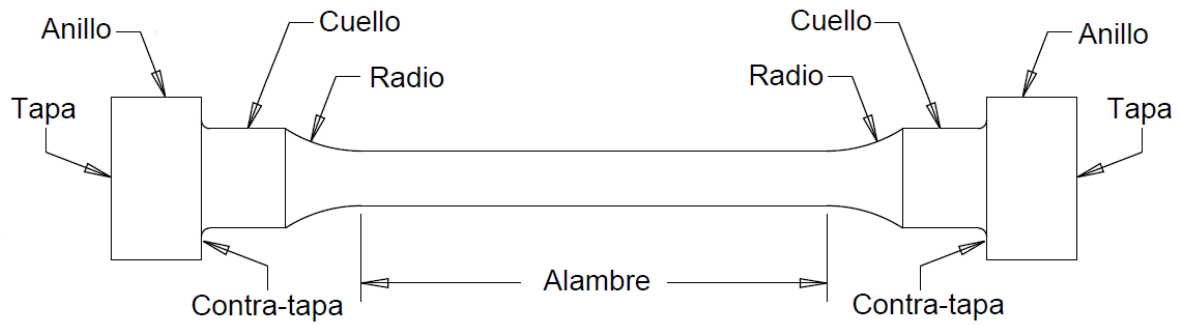 Anillo
Cuello
Cuello
Anillo
Radio
Radio
Tapa
Tapa
Alambre
Contra-tapa
Contra-tapa